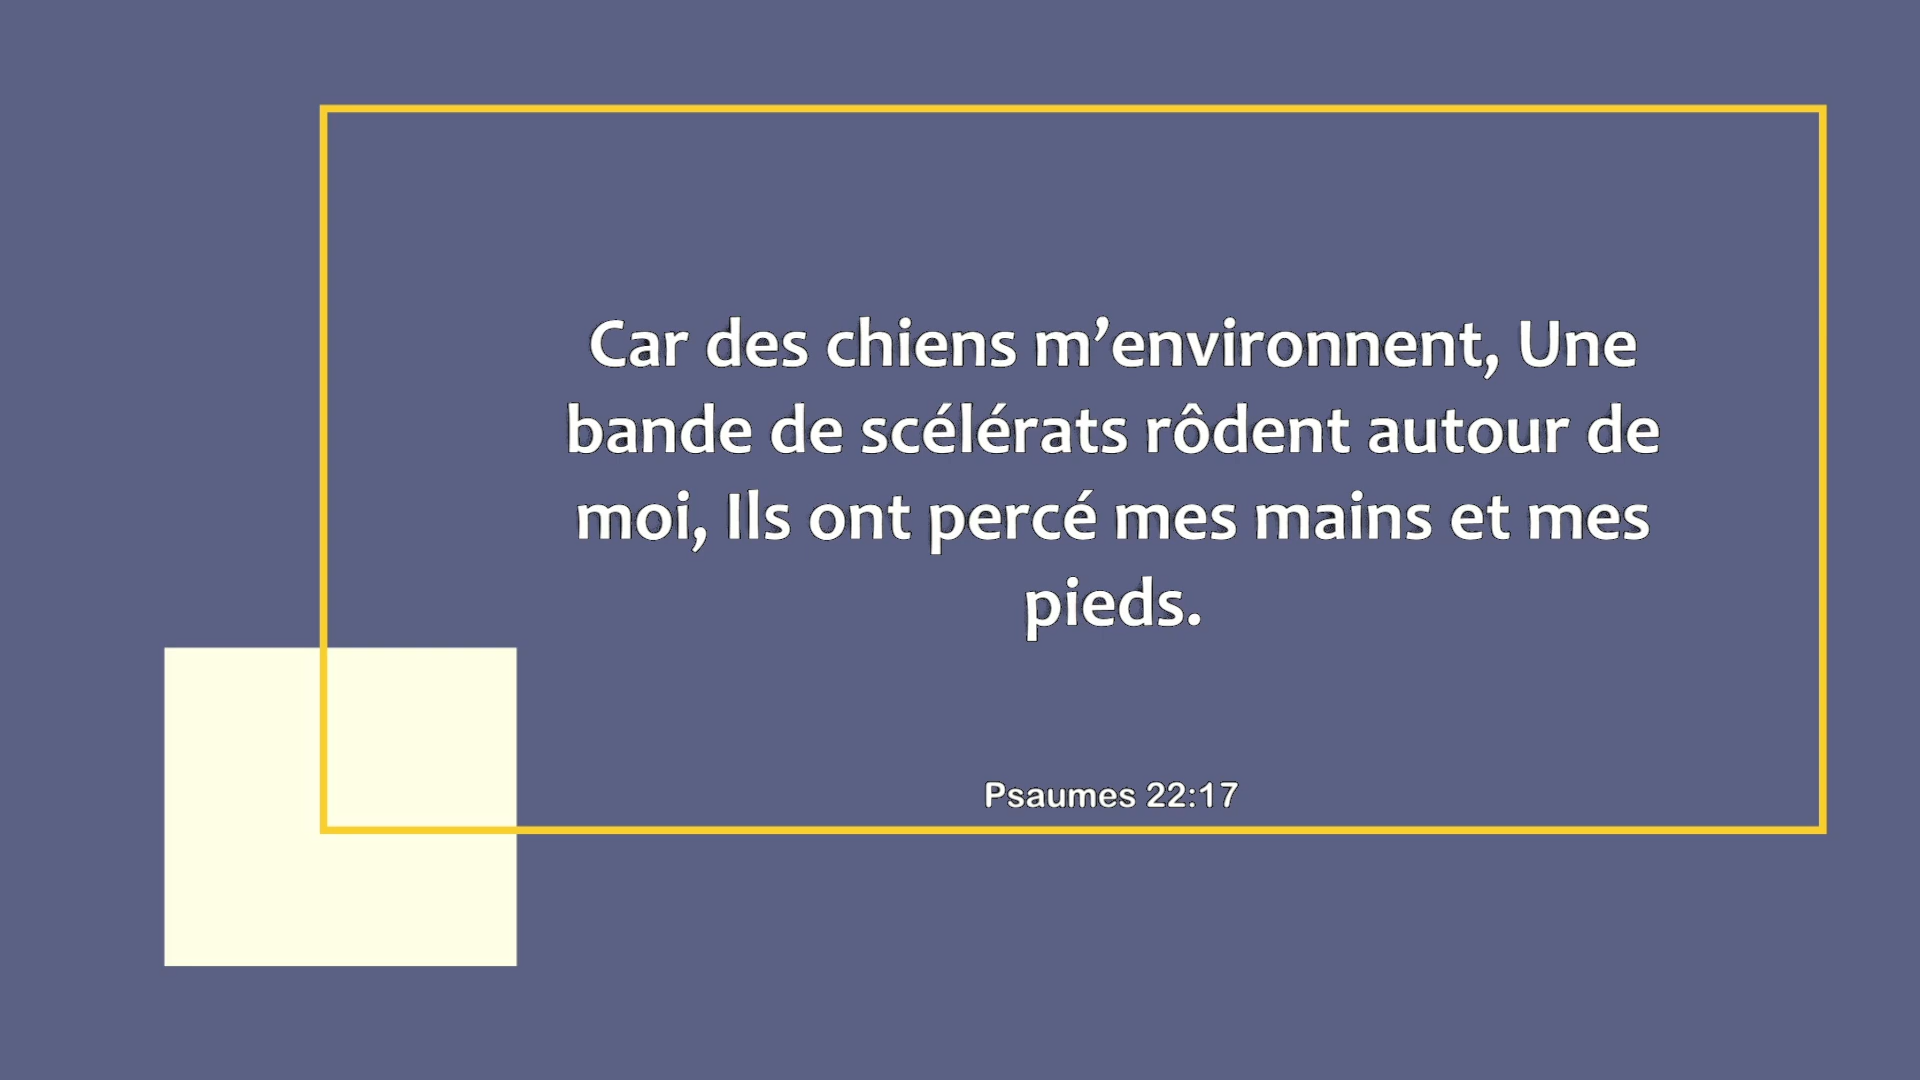 Car des chiens m’environnent, Une
bande de scélérats rôdent autour de
moi, Ils ont percé mes mains et mes
pieds.
Psaumes 22:17